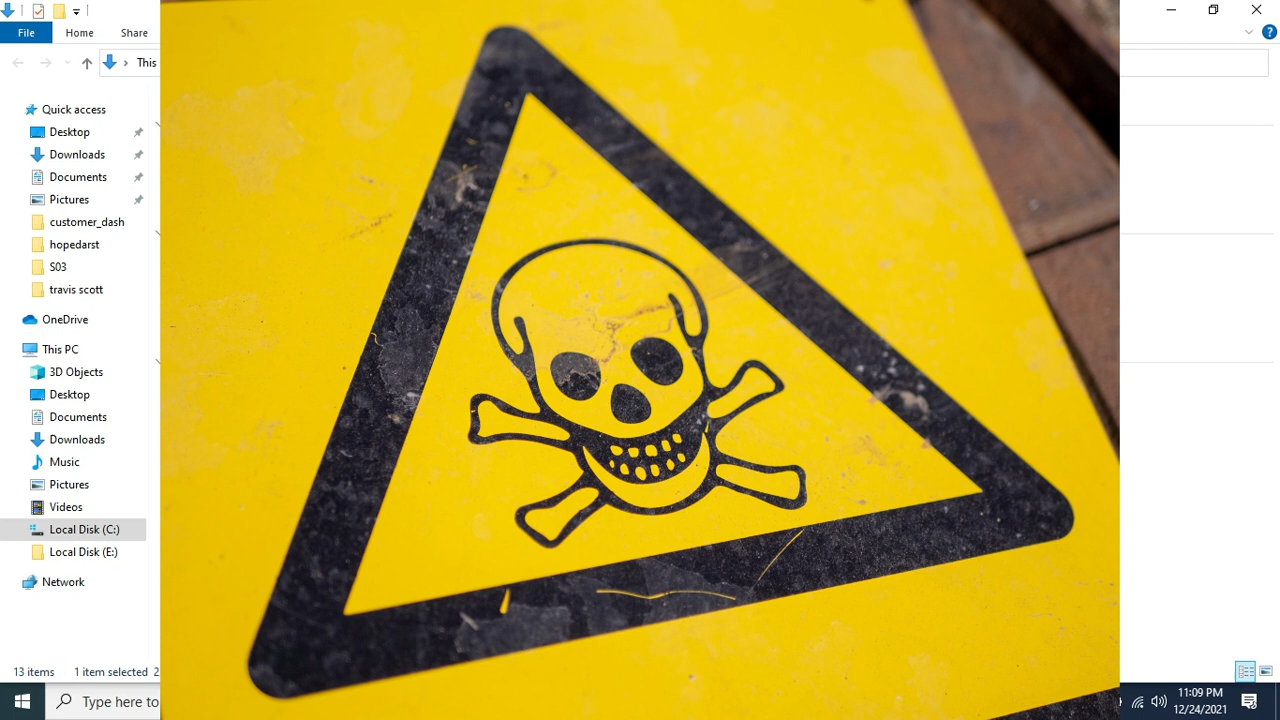 File
Home
Share
This
Quick access
Desktop
Downloads
Documents
Pictures
customer_dash
hopedarst
S03
travis scott
OneDrive
This PC
3D Objects
Desktop
Documents
Downloads
Music
Pictures
Videos
Local Disk (C:)
Local Disk (E:)
Network
13 items 1 item selected 2
Type here to
11:09 PM
12/24/2021